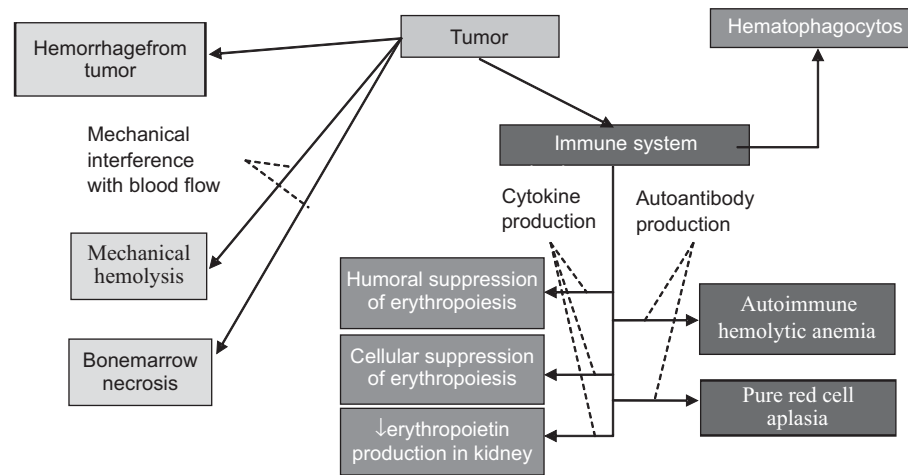 Hematophagocytos
Tumor
Hemorrhagefrom
tumor
Immune system
Mechanical
interference
with blood flow
Cytokine
production
Autoantibody
production
Mechanical
hemolysis
Humoral suppression
of erythropoiesis
Autoimmune
hemolytic anemia
Bonemarrow
necrosis
Cellular suppression
of erythropoiesis
Pure red cell
aplasia
↓erythropoietin
production in kidney